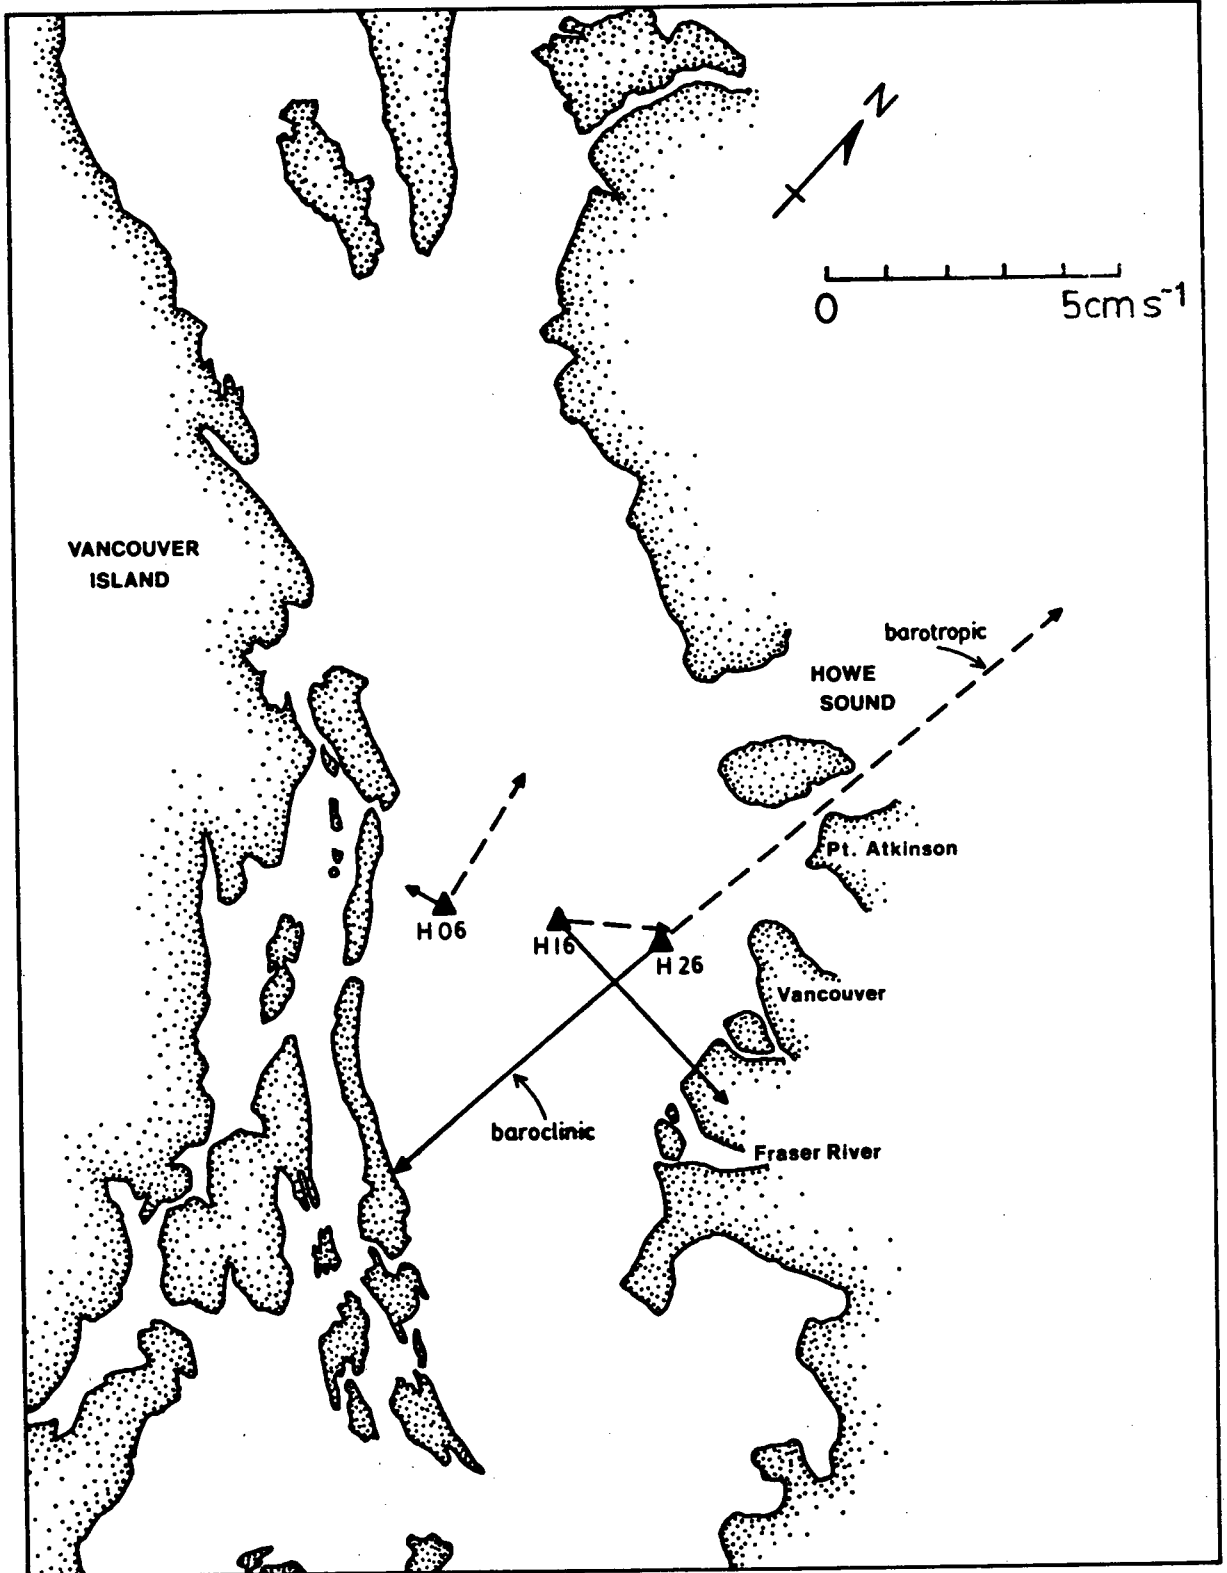 N
0 5cm s⁻¹
VANCOUVER
ISLAND
barotropic
HOWE
SOUND
Pt. Atkinson
H06
H16
H26
Vancouver
baroclinic
Fraser River